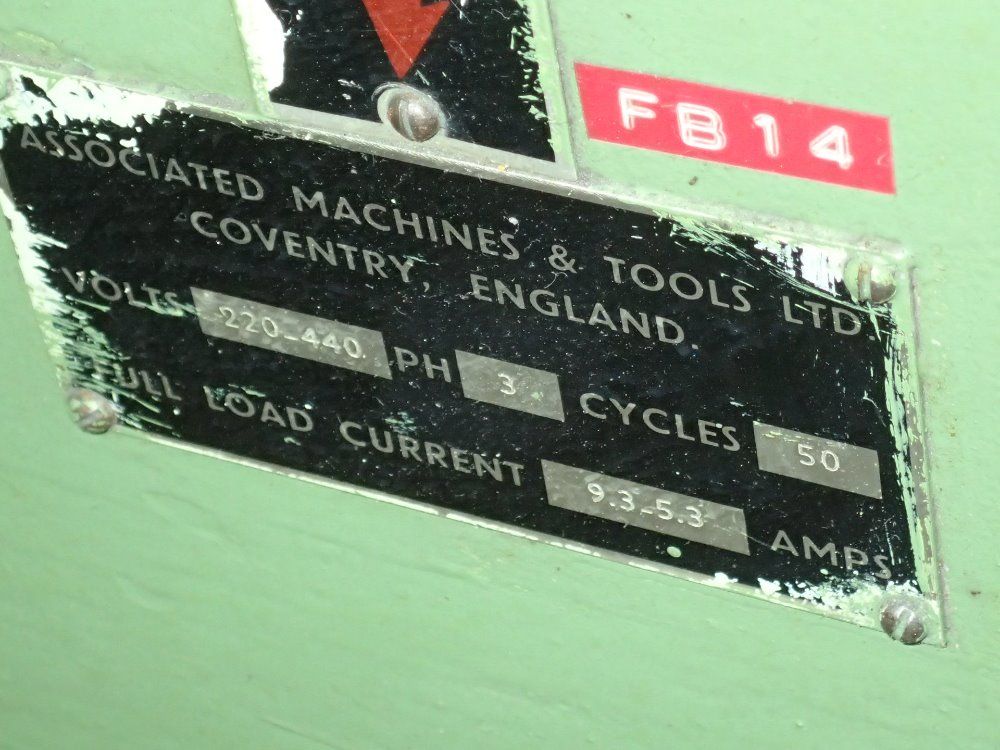 FB14
ASSOCIATED MACHINES & TOOLS LTD.
COVENTRY, ENGLAND.
VOLTS 220-440 PH 3 CYCLES 50
FULL LOAD CURRENT 9.3-5.3 AMPS